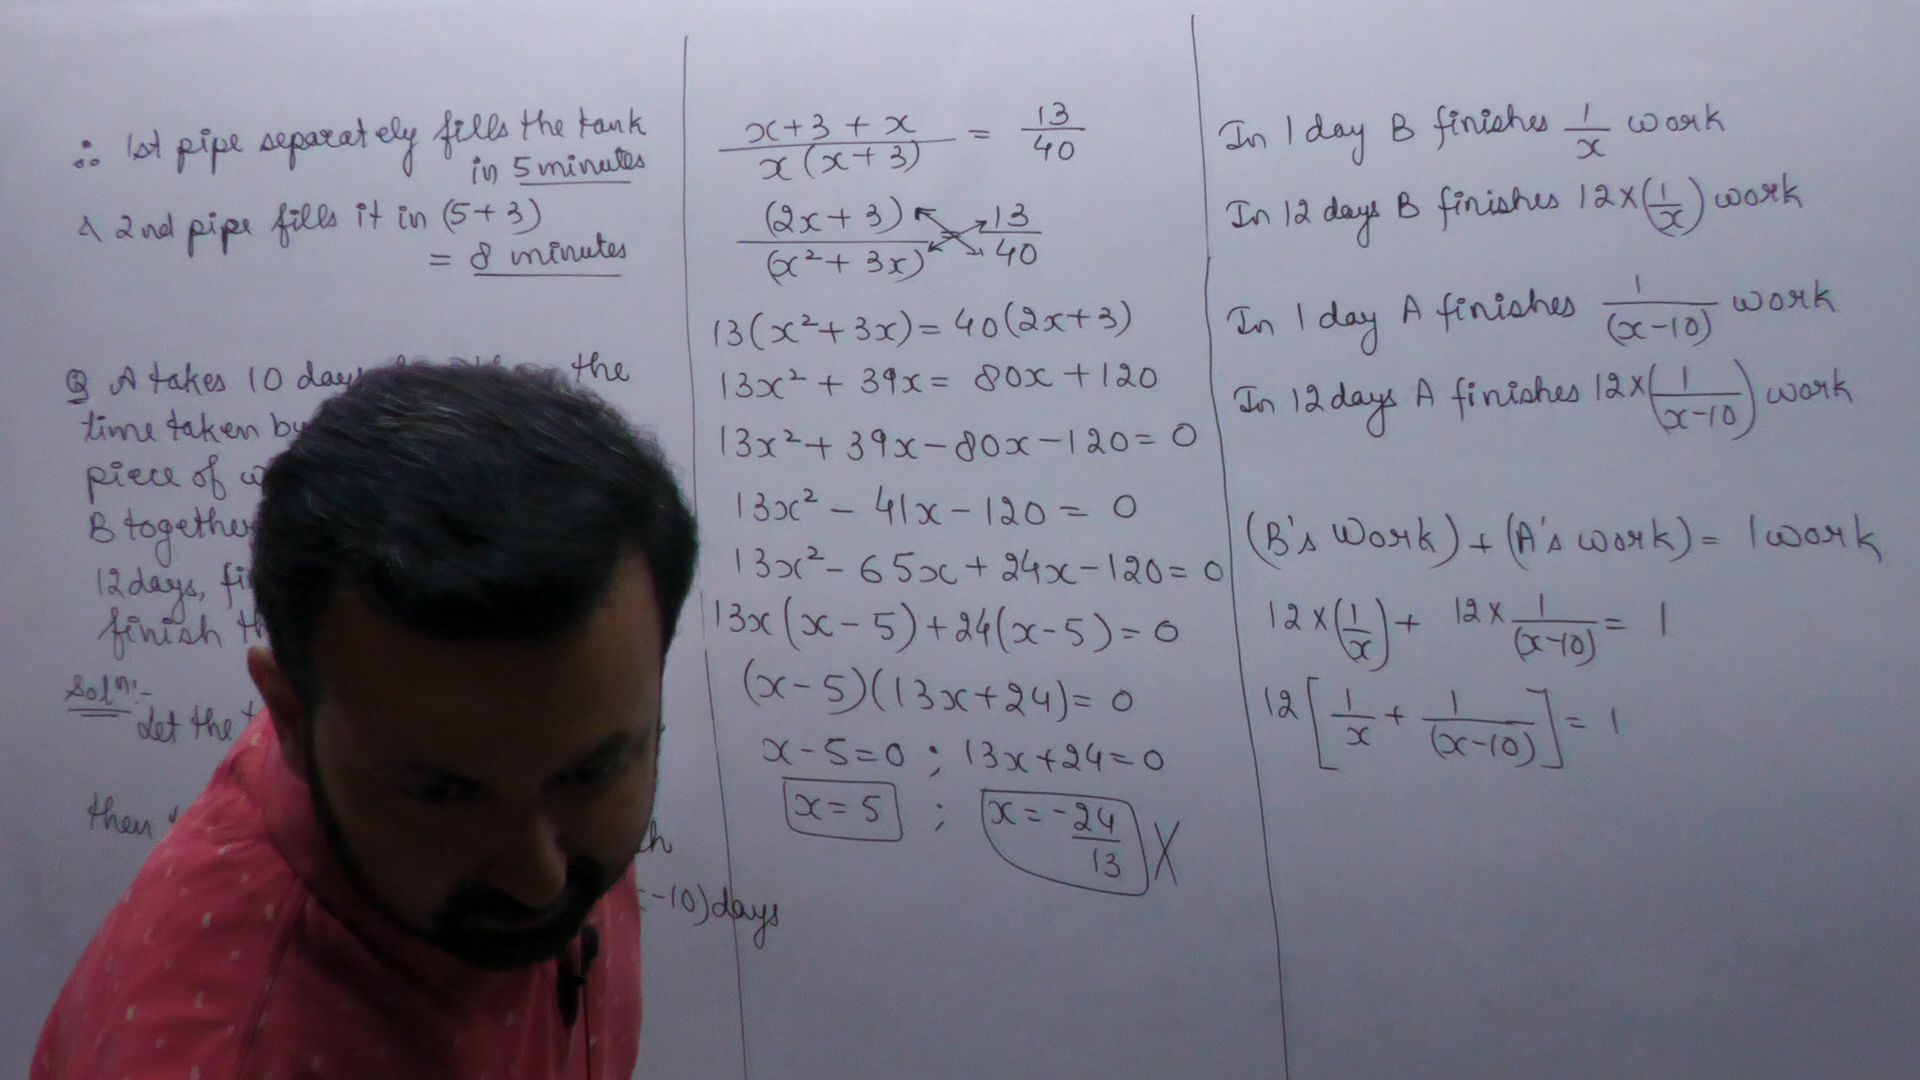 ∴ 1st pipe separately fills the tank
in 5 minutes
& 2nd pipe fills it in (5+3)
= 8 minutes
Q A takes 10 days the
time taken by
piece of
B together
12 days,
finish
Solⁿ:-
Let the
then
-10) days
(x+3+x)/(x(x+3)) = 13/40
(2x+3)/(x²+3x) = 13/40
13(x²+3x) = 40(2x+3)
13x² + 39x = 80x + 120
13x² + 39x - 80x - 120 = 0
13x² - 41x - 120 = 0
13x² - 65x + 24x - 120 = 0
13x(x-5) + 24(x-5) = 0
(x-5)(13x+24) = 0
x-5=0 ; 13x+24=0
x=5 ; x=-24/13 X
In 1 day B finishes 1/x work
In 12 days B finishes 12×(1/x) work
In 1 day A finishes 1/(x-10) work
In 12 days A finishes 12×(1/(x-10)) work
(B's Work) + (A's work) = 1 work
12×(1/x) + 12×1/(x-10) = 1
12[1/x + 1/(x-10)] = 1